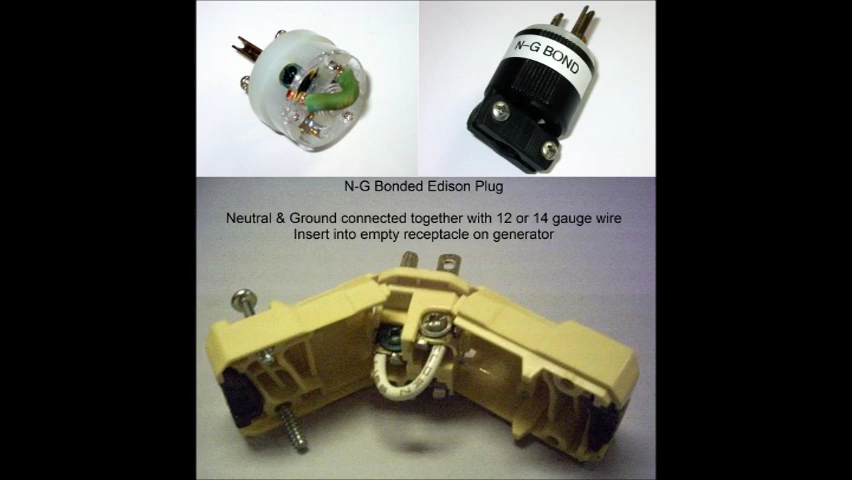 N-G BOND
N-G Bonded Edison Plug
Neutral & Ground connected together with 12 or 14 gauge wire
Insert into empty receptacle on generator